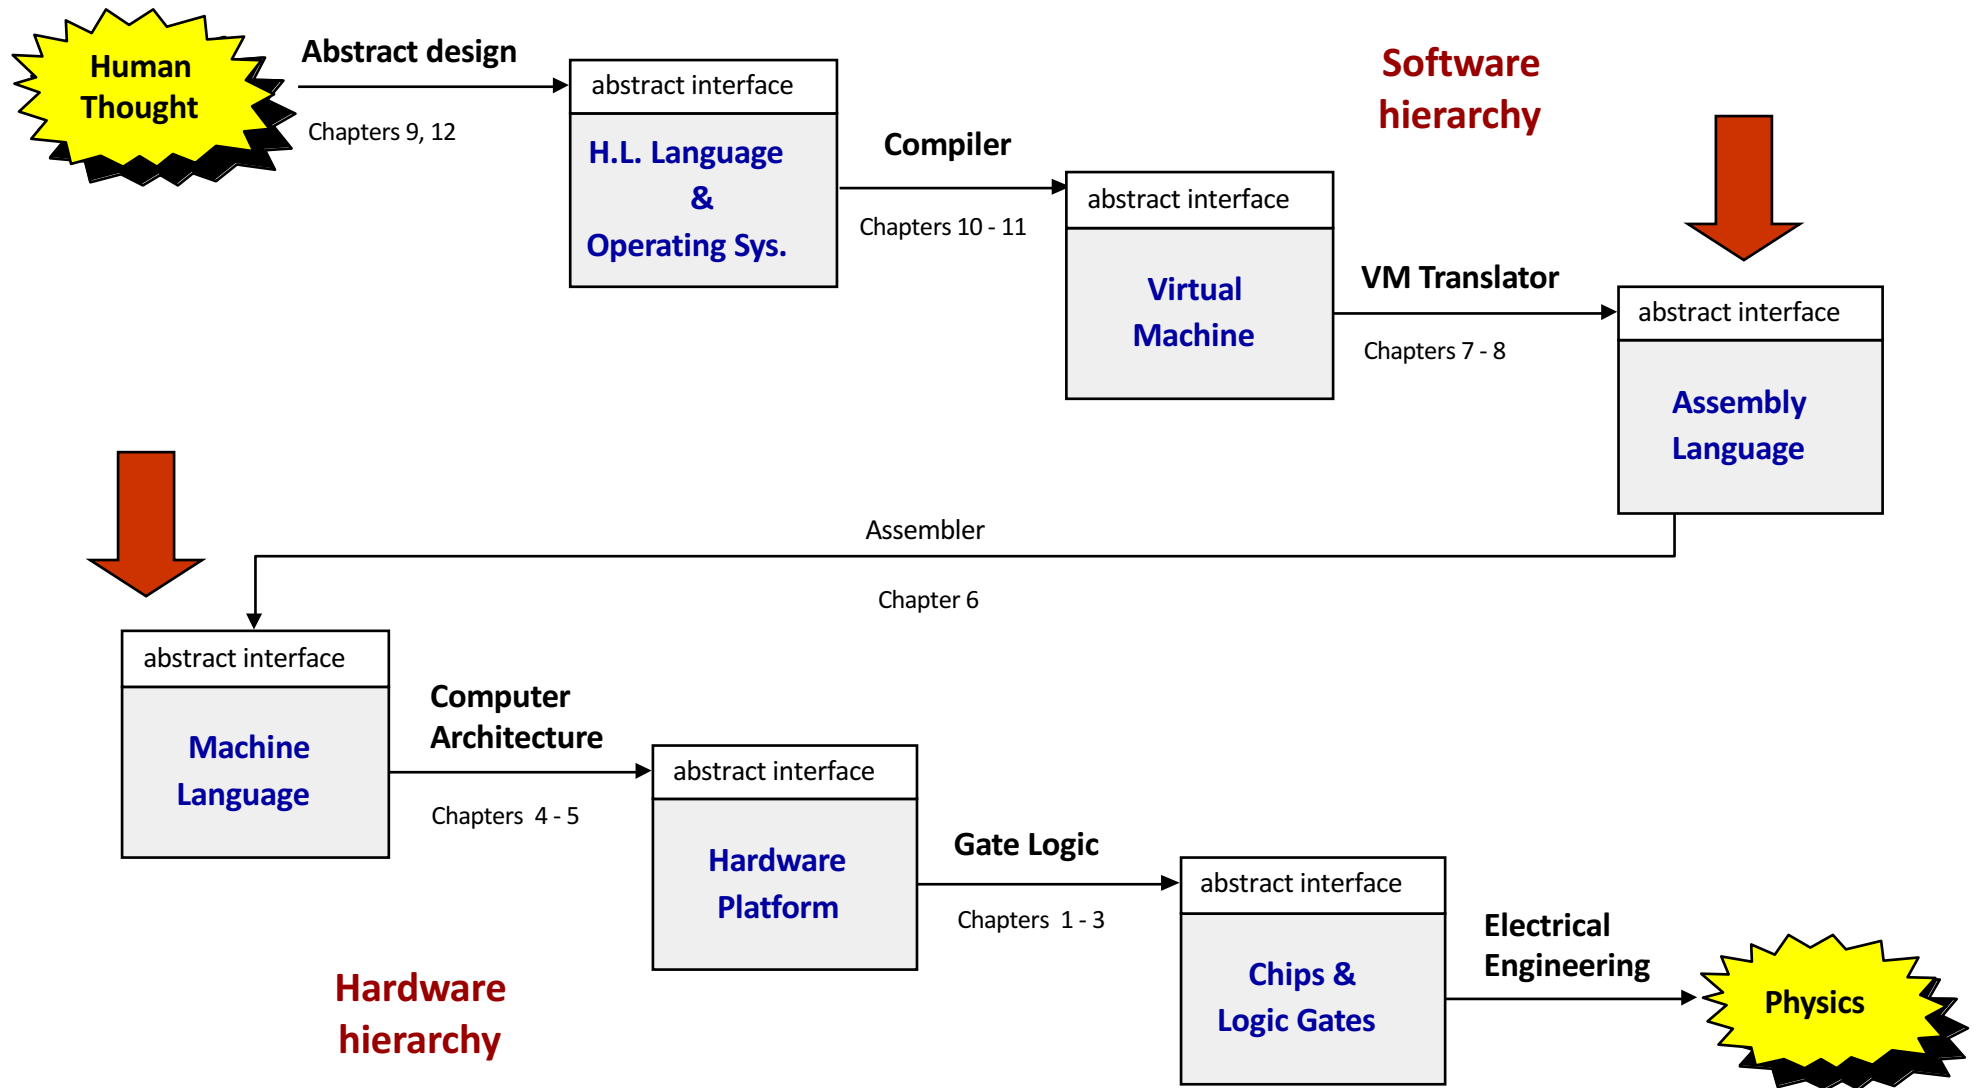 Human
Thought
Abstract design
Chapters 9, 12
abstract interface
H.L. Language
&
Operating Sys.
Compiler
Chapters 10 - 11
abstract interface
Virtual
Machine
Software
hierarchy
VM Translator
Chapters 7 - 8
abstract interface
Assembly
Language
Assembler
Chapter 6
abstract interface
Machine
Language
Computer
Architecture
Chapters 4 - 5
abstract interface
Hardware
Platform
Gate Logic
Chapters 1 - 3
abstract interface
Chips &
Logic Gates
Electrical
Engineering
Physics
Hardware
hierarchy